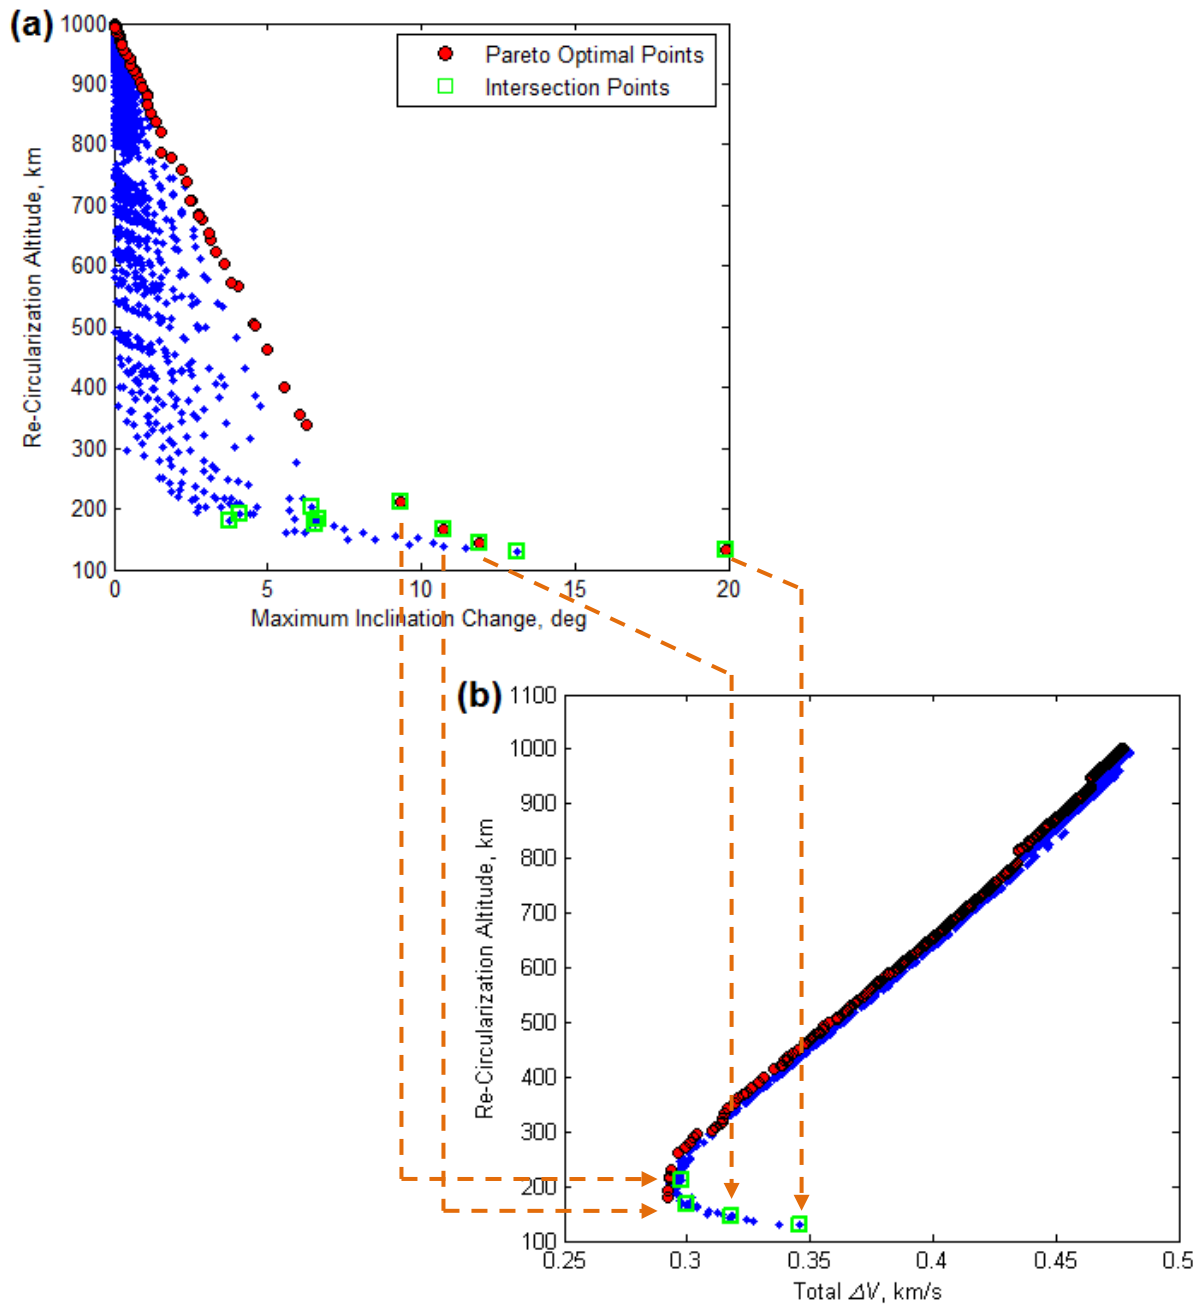 (a)
1000
900
800
700
600
500
400
300
200
100
Re-Circularization Altitude, km
Pareto Optimal Points
Intersection Points
0 5 10 15 20
Maximum Inclination Change, deg
(b)
1100
1000
900
800
700
600
500
400
300
200
100
Re-Circularization Altitude, km
0.25 0.3 0.35 0.4 0.45 0.5
Total ΔV, km/s